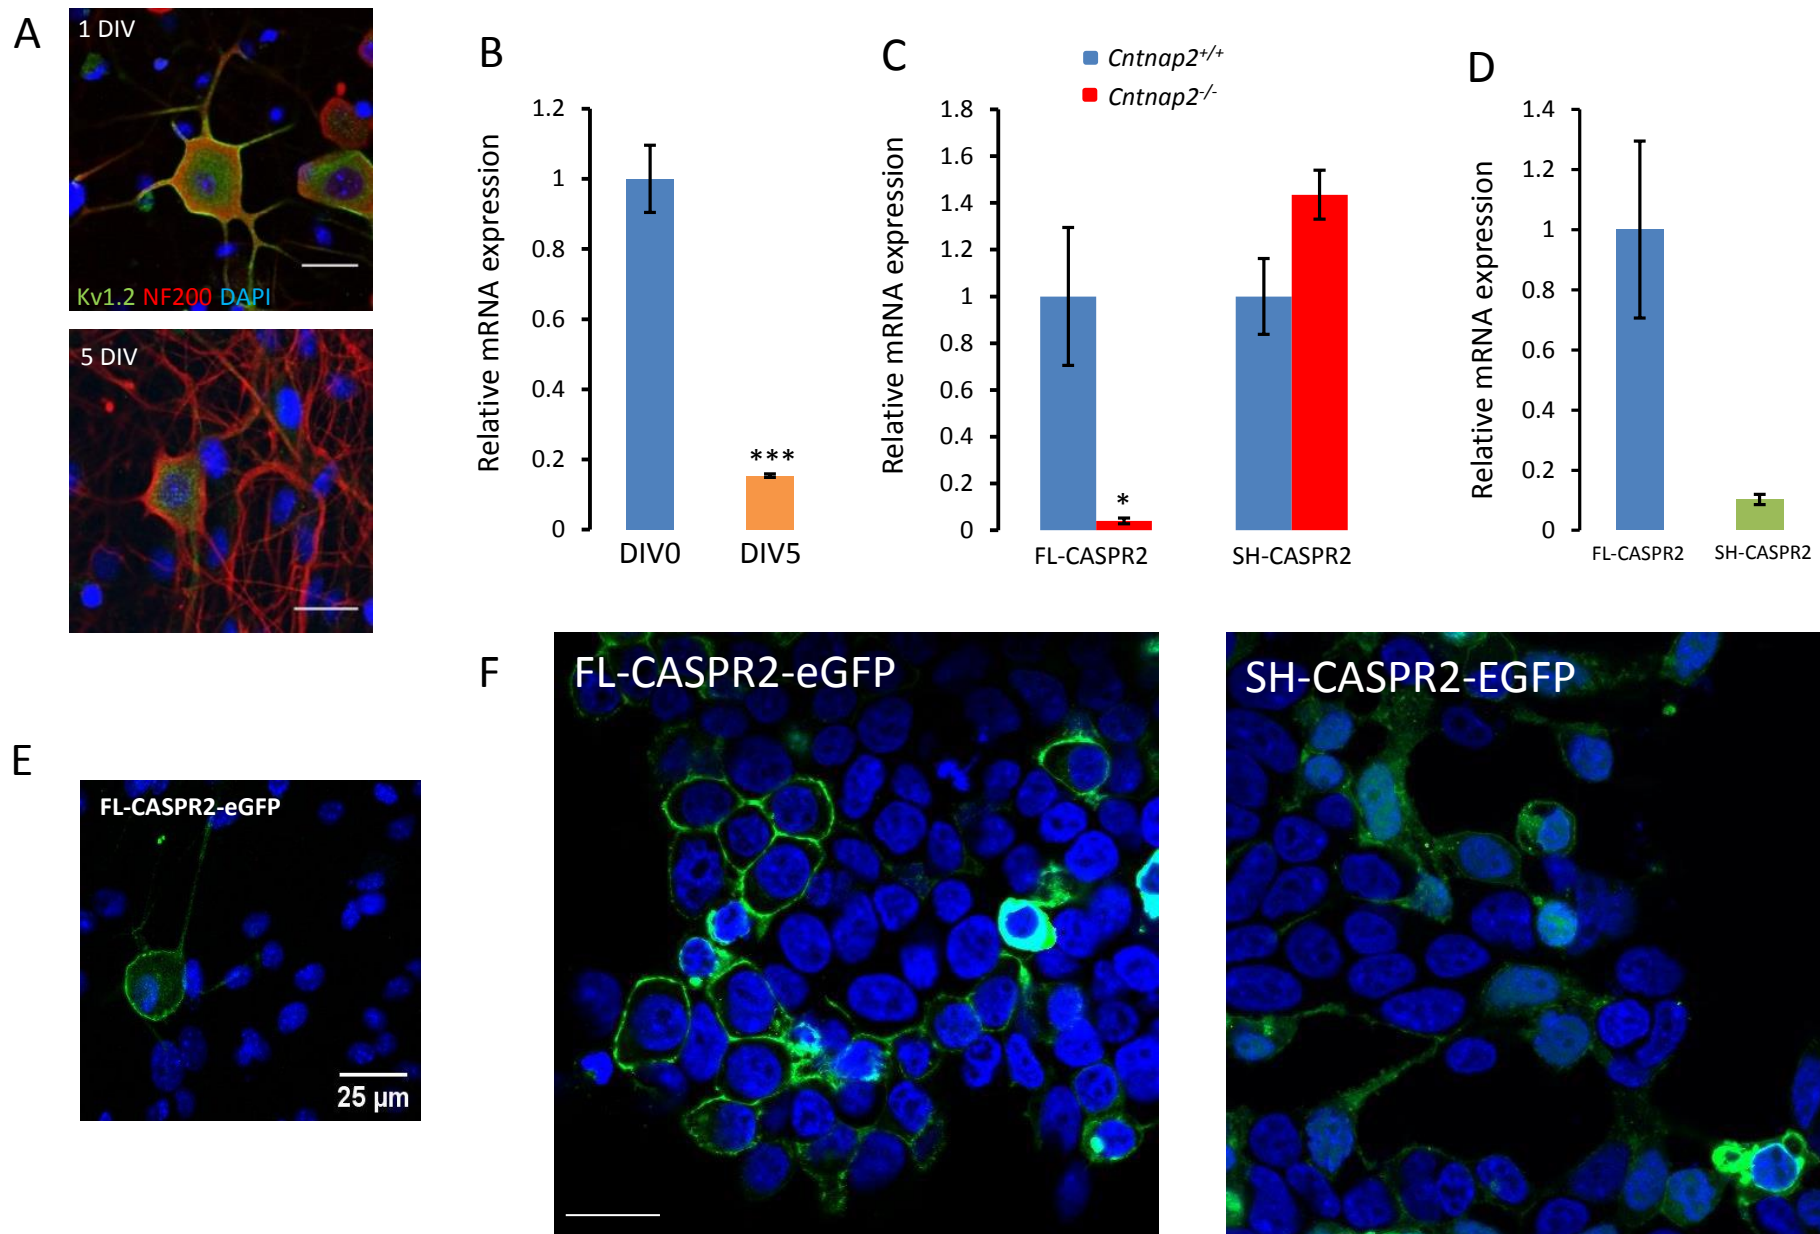 A
1 DIV
Kv1.2 NF200 DAPI
5 DIV
B
Relative mRNA expression
1.2
1
0.8
0.6
0.4
0.2
0
***
DIV0 DIV5
C
Cntnap2+/+
Cntnap2-/-
Relative mRNA expression
1.8
1.6
1.4
1.2
1
0.8
0.6
0.4
0.2
0
*
FL-CASPR2 SH-CASPR2
D
Relative mRNA expression
1.4
1.2
1
0.8
0.6
0.4
0.2
0
FL-CASPR2 SH-CASPR2
E
FL-CASPR2-eGFP
25 µm
F
FL-CASPR2-eGFP
SH-CASPR2-EGFP